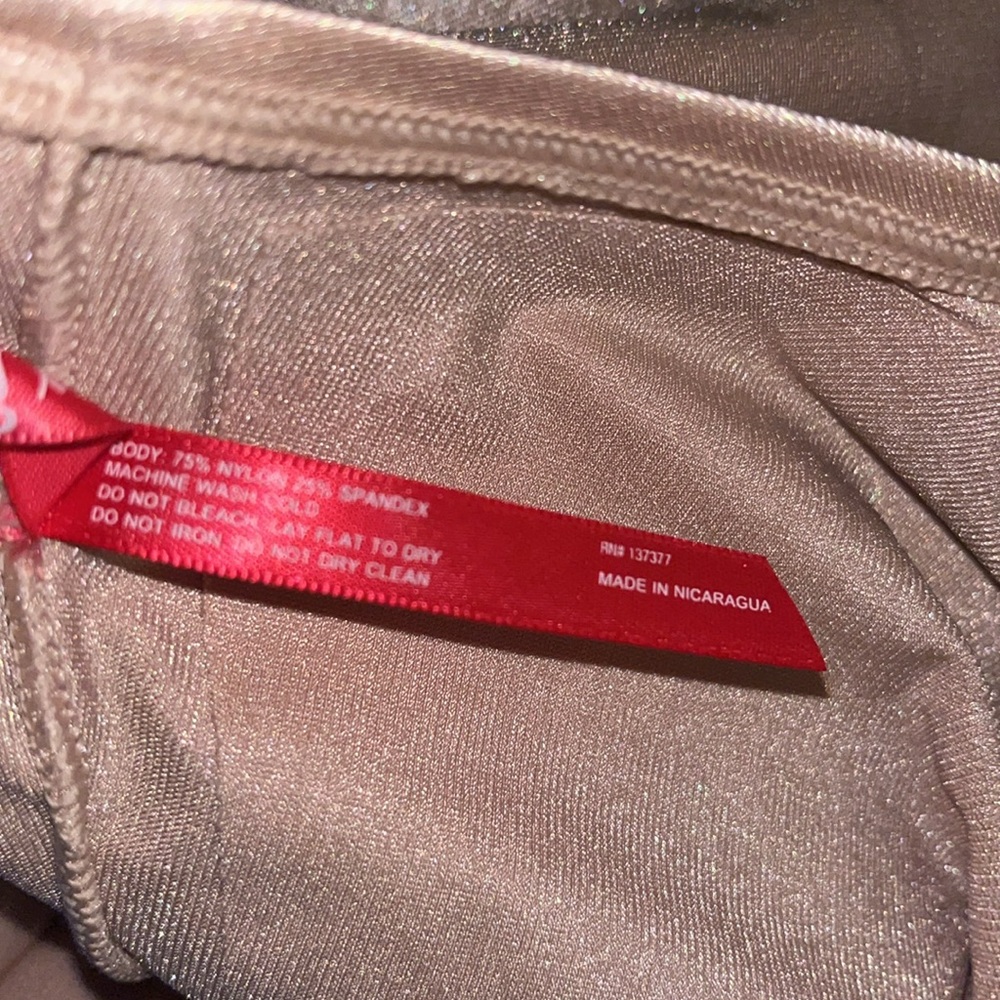 BODY: 75% NYLON, 25% SPANDEX
MACHINE WASH COLD
DO NOT BLEACH, LAY FLAT TO DRY
DO NOT IRON, DO NOT DRY CLEAN
RN# 137377
MADE IN NICARAGUA